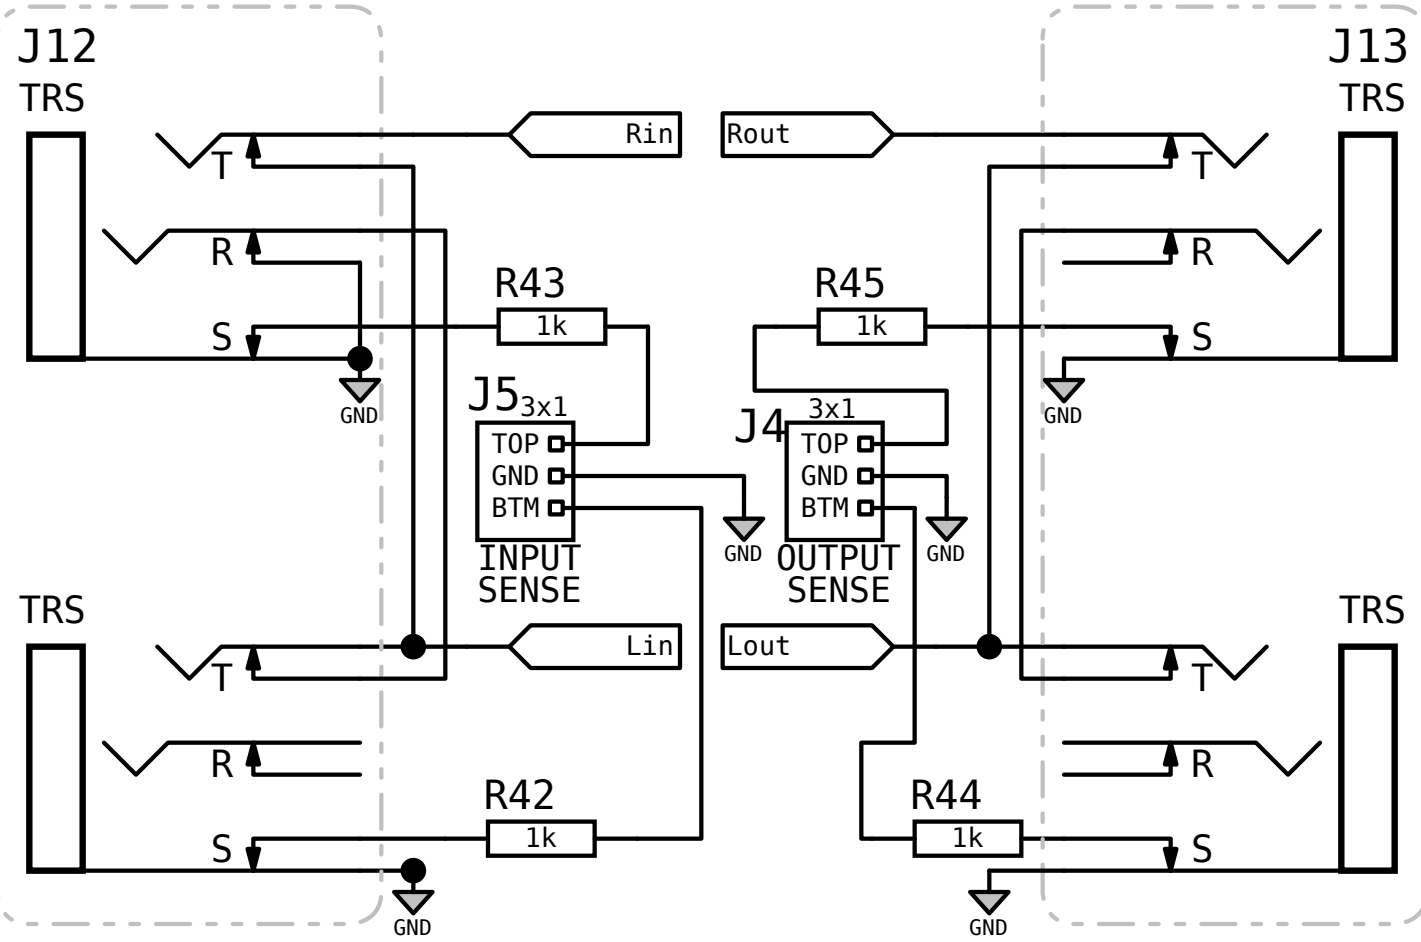 J12
J13
TRS
TRS
Rin
Rout
T
T
R
R
R43
R45
1k
1k
S
S
GND
GND
J5
3x1
J4
3x1
TOP
TOP
GND
GND
BTM
BTM
GND
GND
INPUT
SENSE
OUTPUT
SENSE
TRS
TRS
Lin
Lout
T
T
R
R
R42
R44
1k
1k
S
S
GND
GND